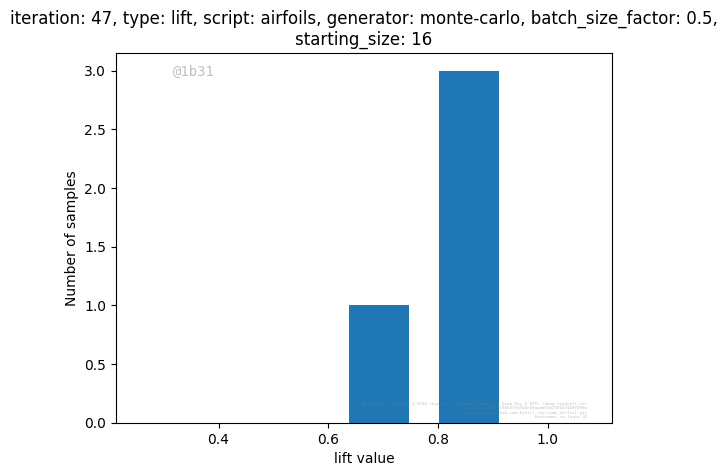 iteration: 47, type: lift, script: airfoils, generator: monte-carlo, batch_size_factor: 0.5,
starting_size: 16
@1b31
3.0
2.5
2.0
1.5
1.0
0.5
0.0
Number of samples
0.4 0.6 0.8 1.0
lift value